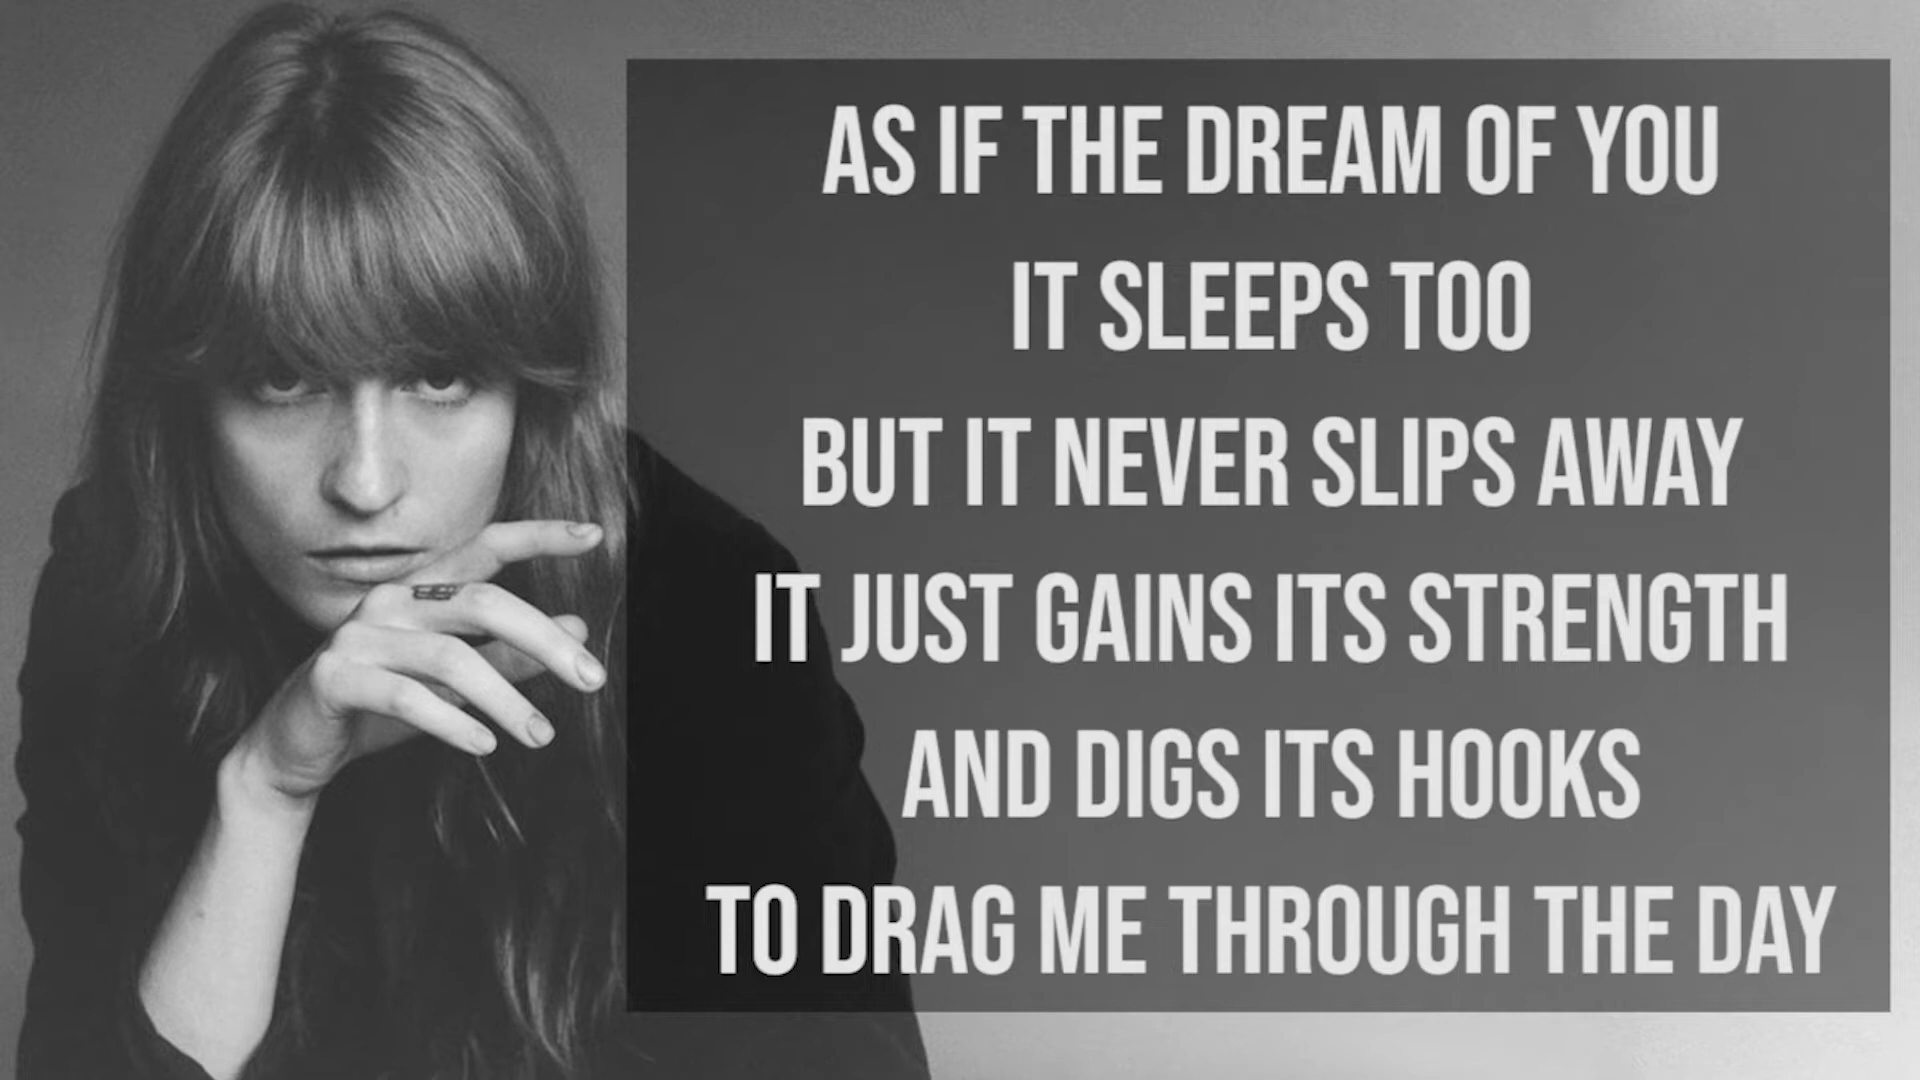 AS IF THE DREAM OF YOU
IT SLEEPS TOO
BUT IT NEVER SLIPS AWAY
IT JUST GAINS ITS STRENGTH
AND DIGS ITS HOOKS
TO DRAG ME THROUGH THE DAY